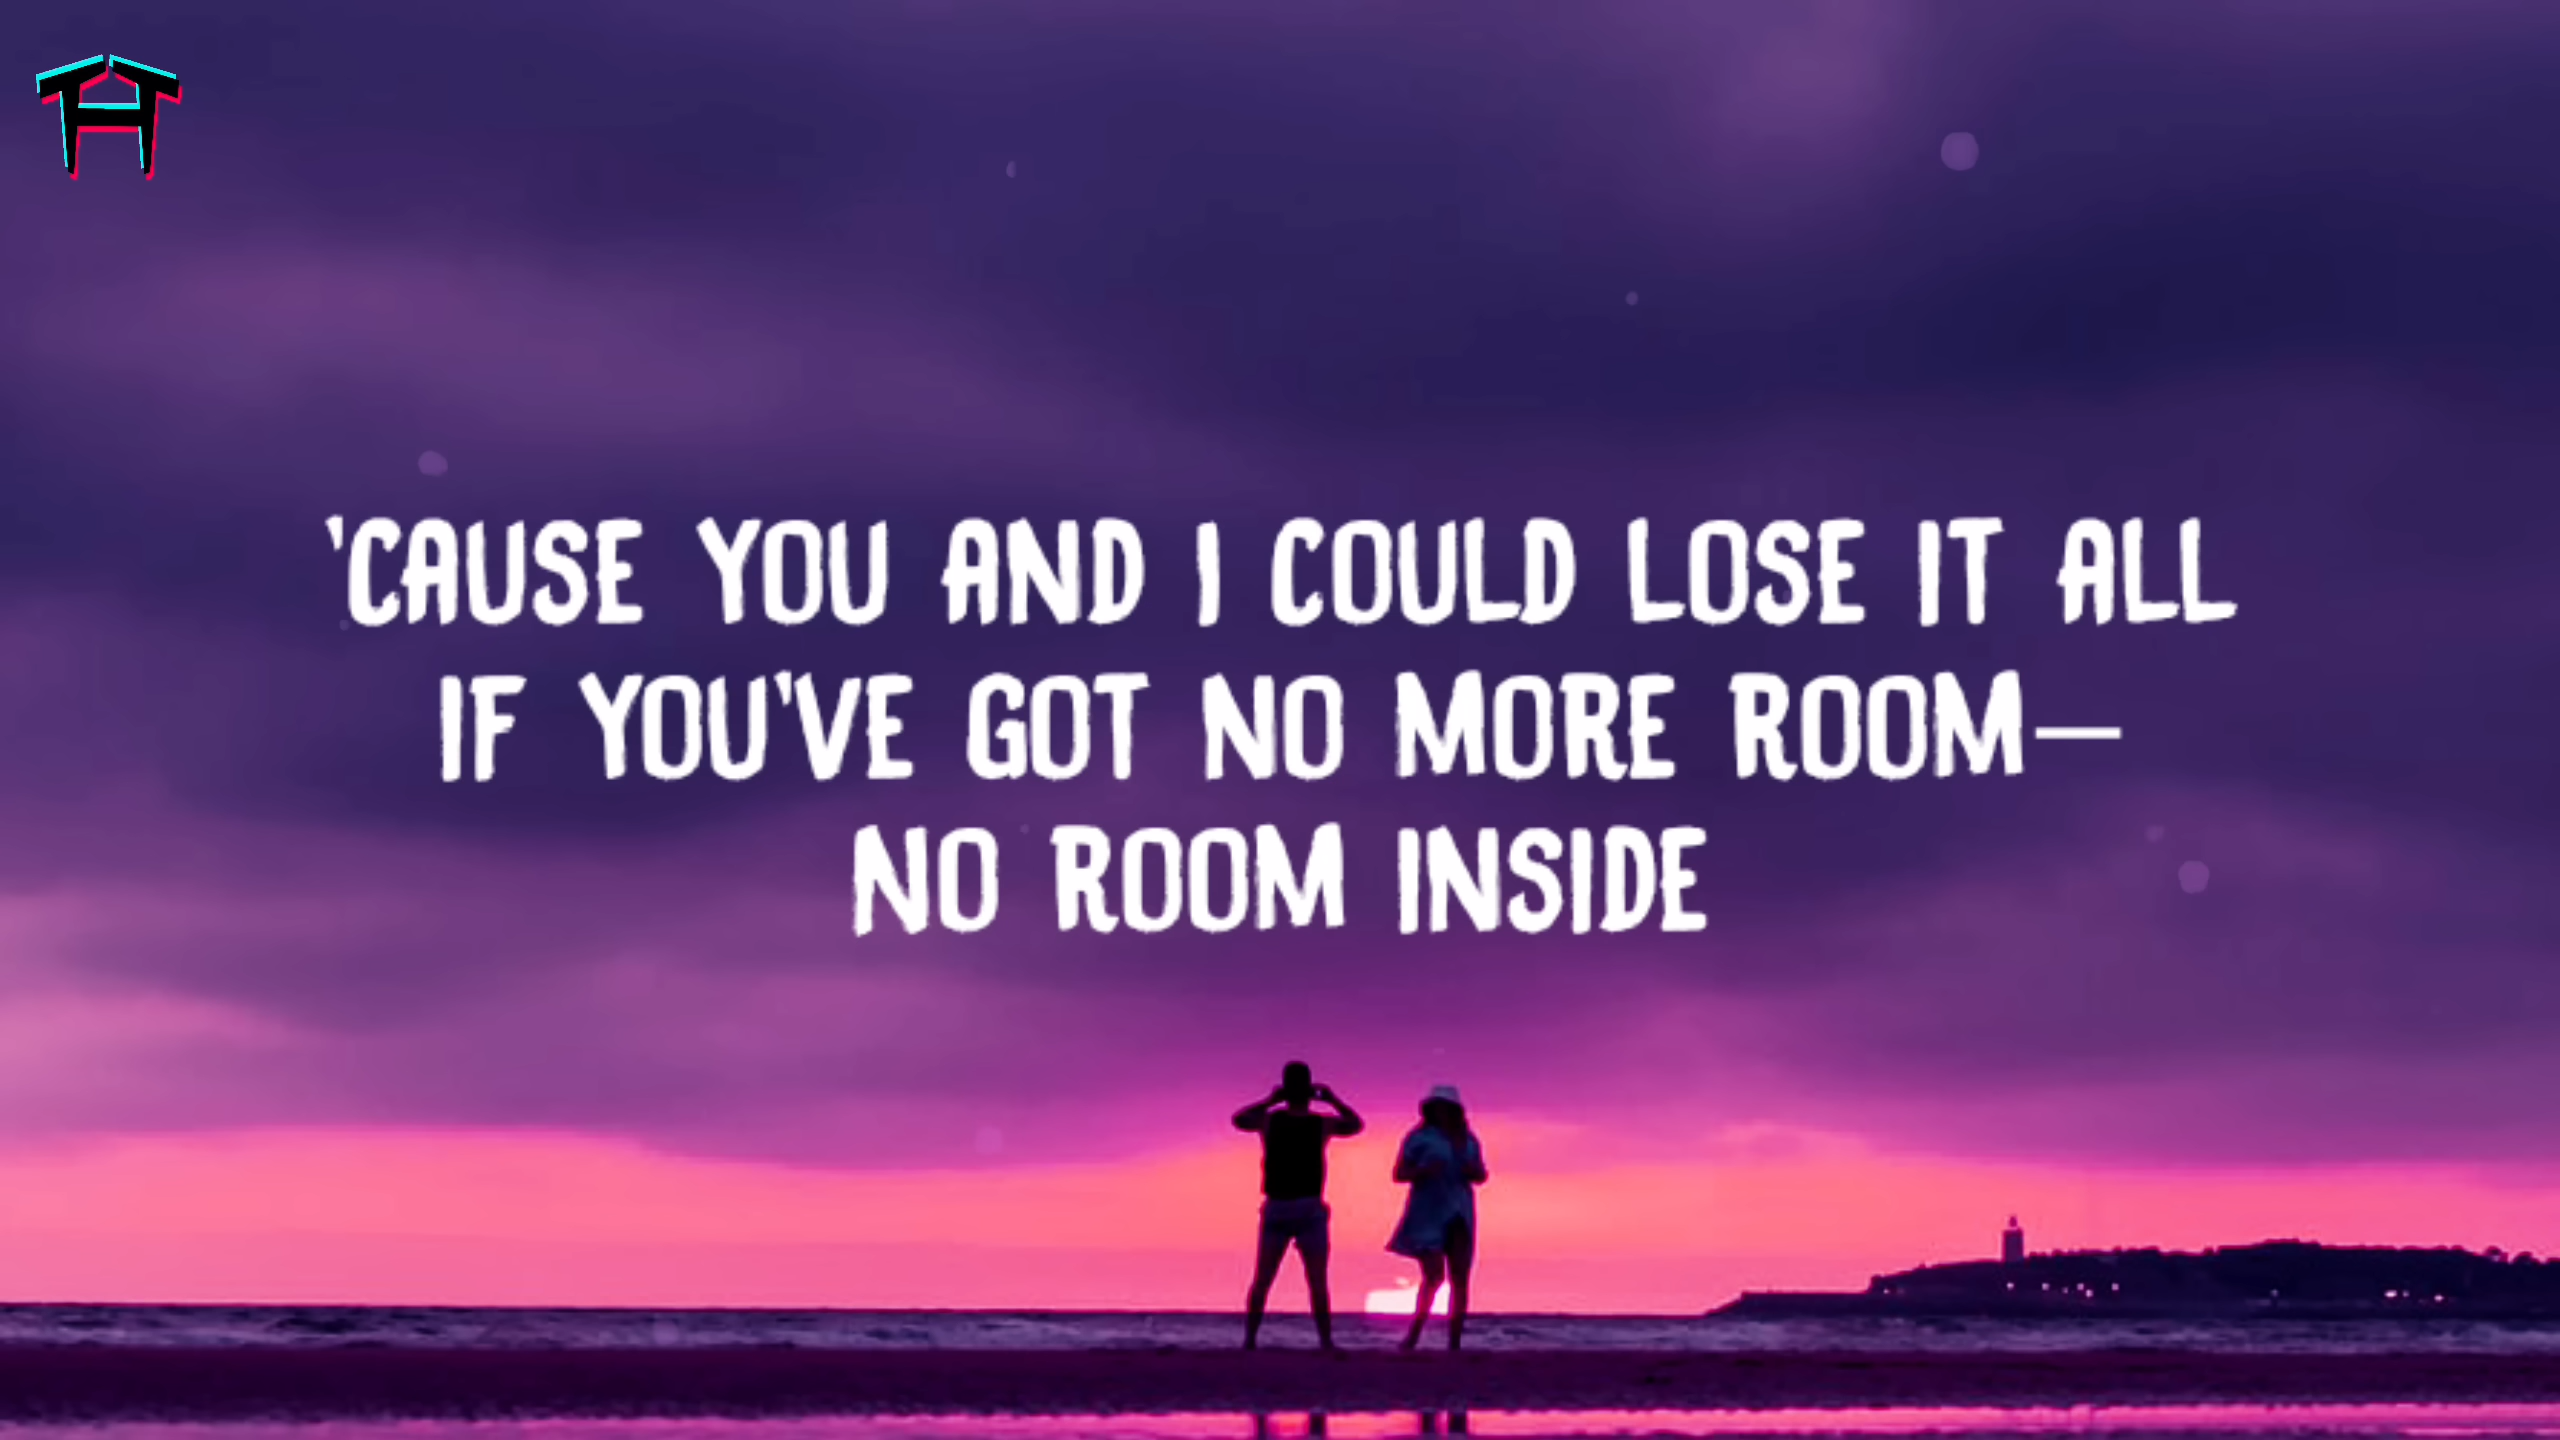 'CAUSE YOU AND I COULD LOSE IT ALL
IF YOU'VE GOT NO MORE ROOM—
NO ROOM INSIDE